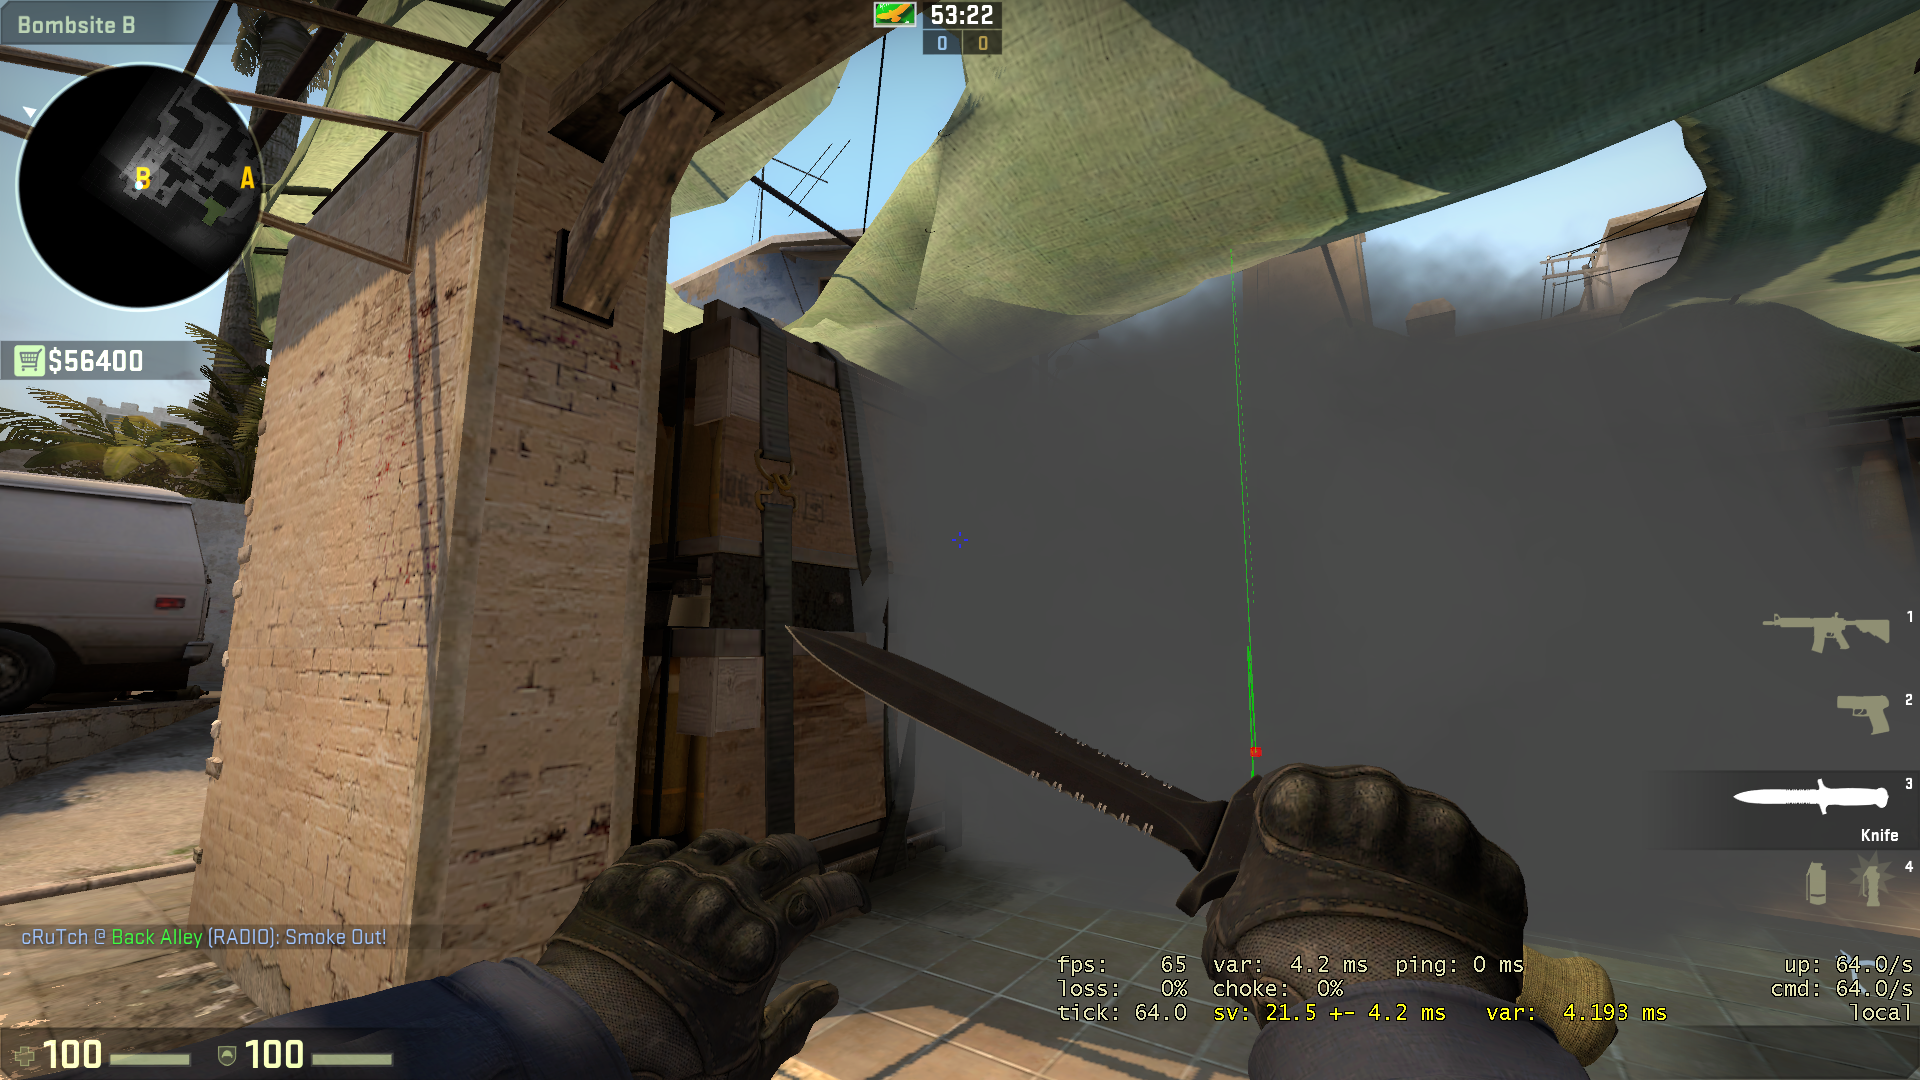 Bombsite B
53:22
0 0
B A
$56400
1
2
3
Knife
4
cRuTch @ Back Alley (RADIO): Smoke Out!
fps: 65 var: 4.2 ms ping: 0 ms
up: 64.0/s
loss: 0% choke: 0%
cmd: 64.0/s
tick: 64.0 sv: 21.5 +- 4.2 ms var: 4.193 ms
local
100 100